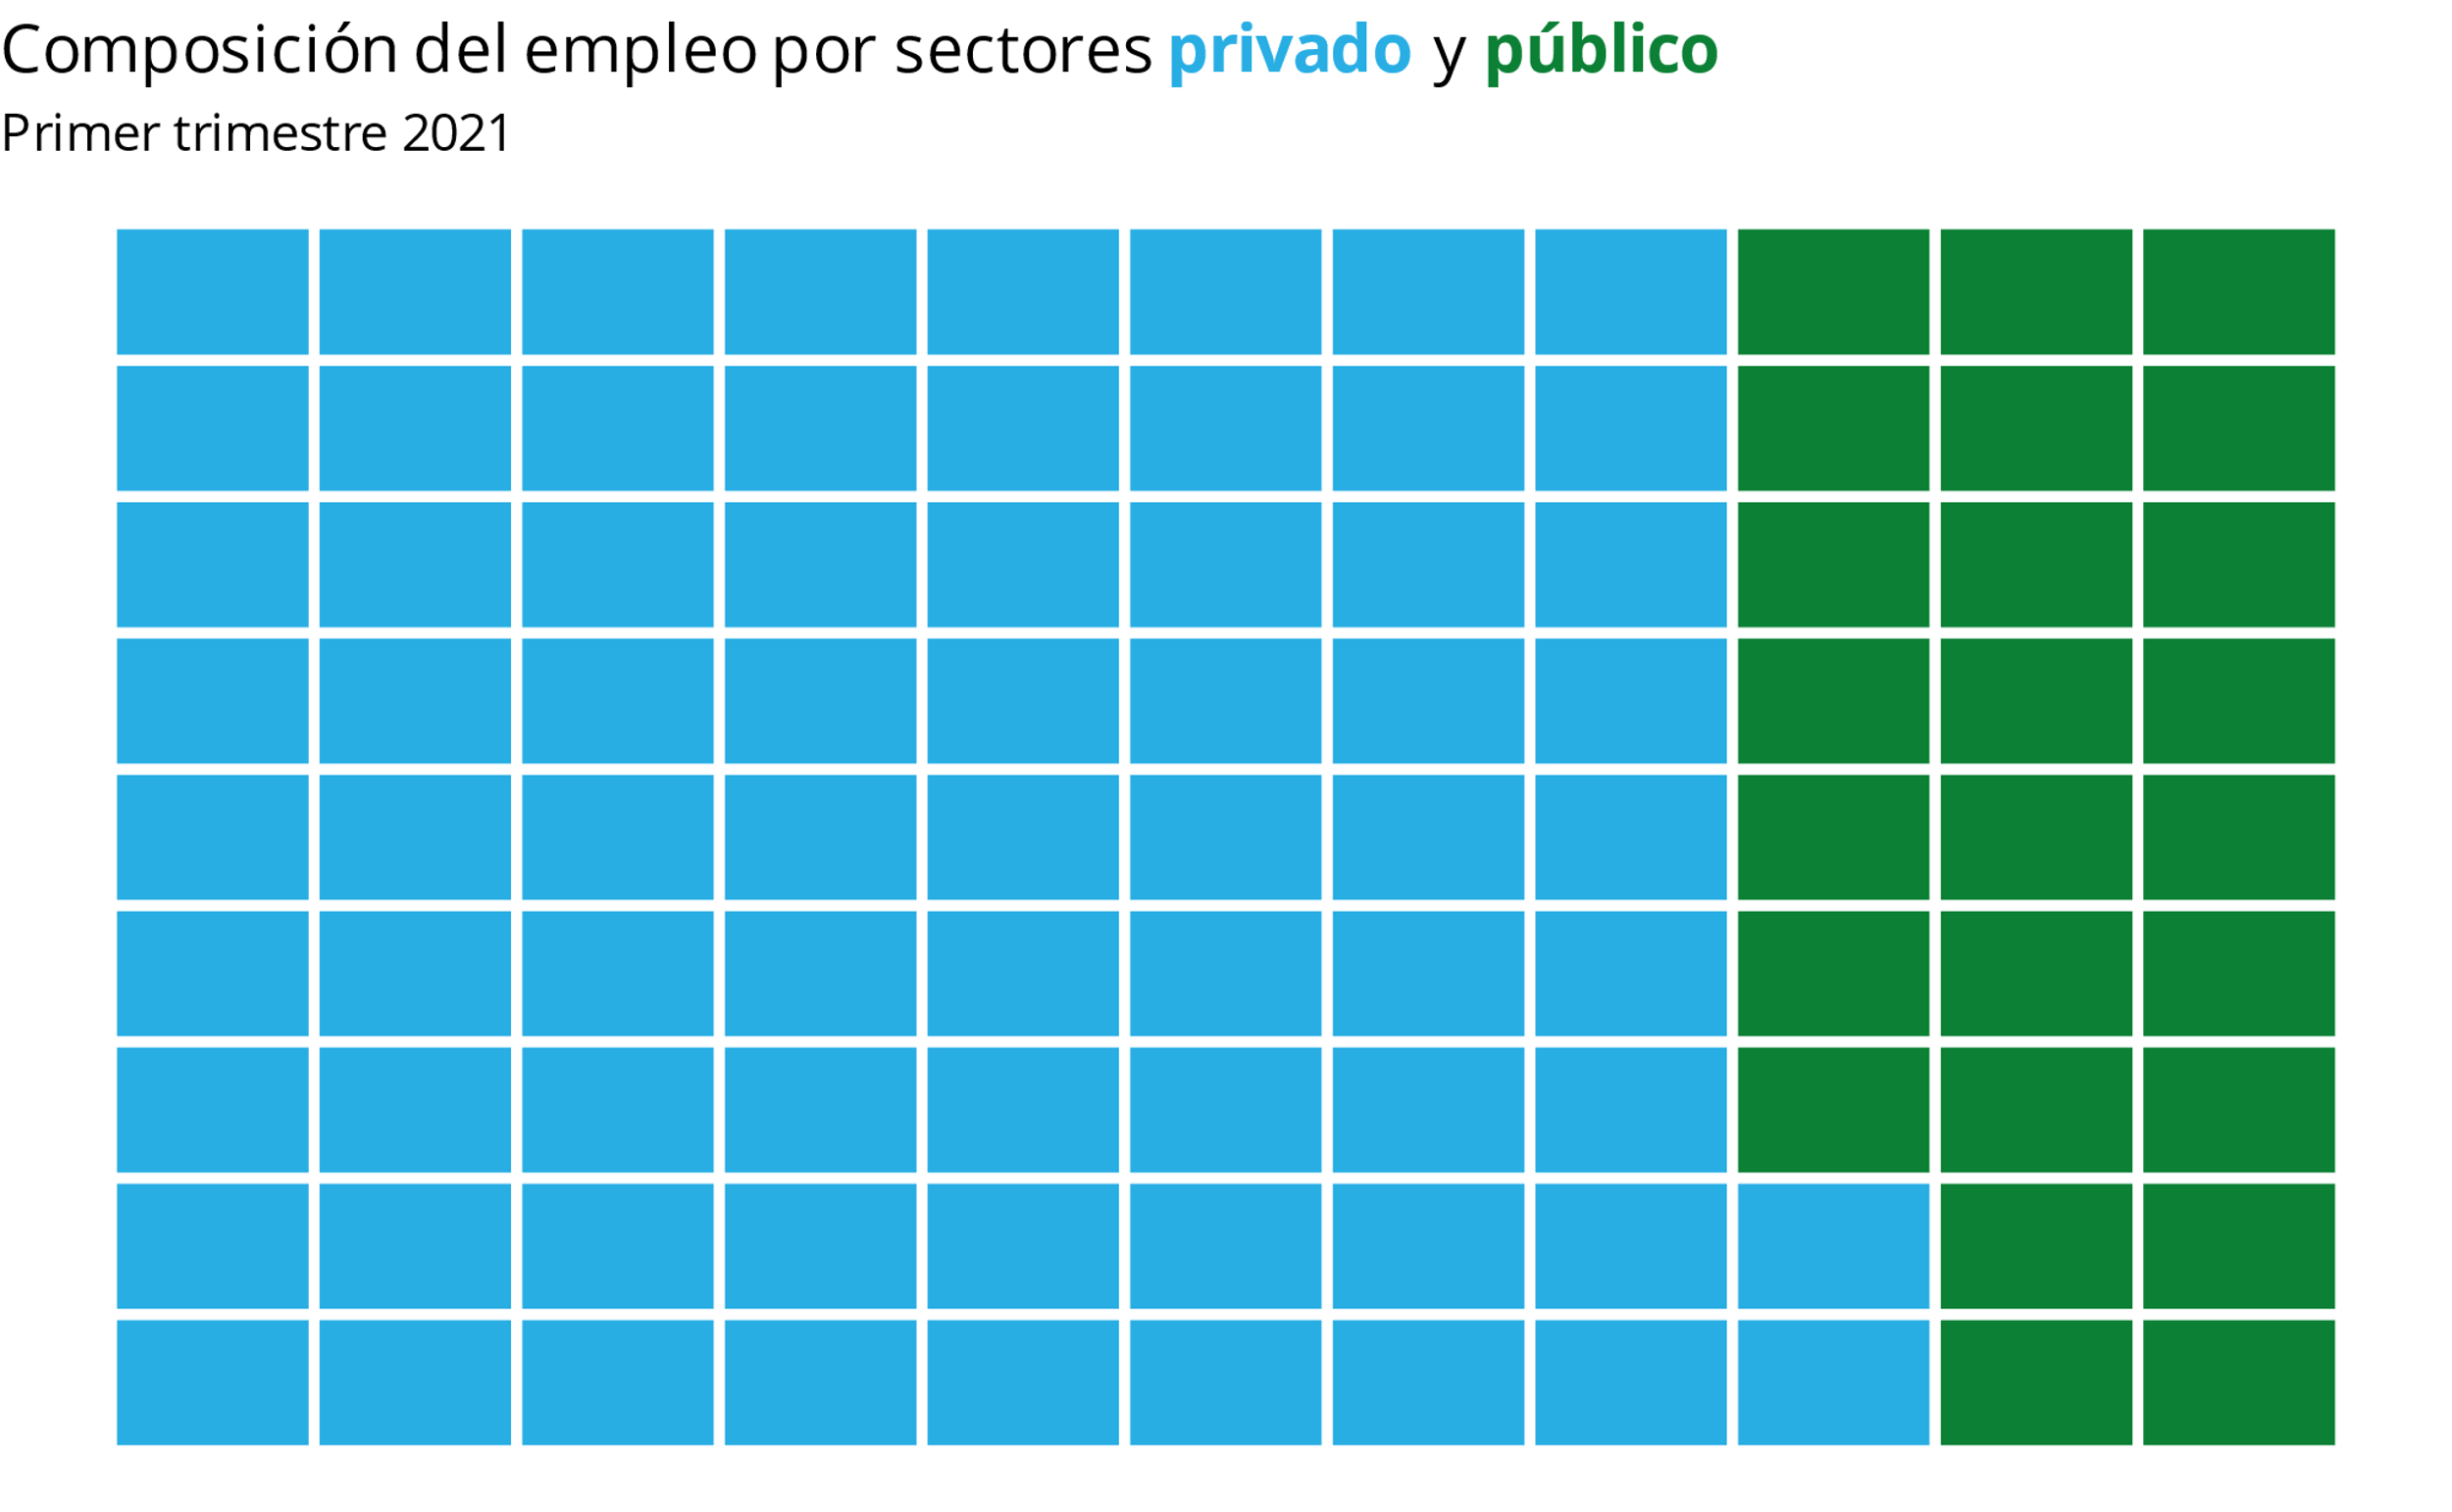 Composición del empleo por sectores privado y público
Primer trimestre 2021